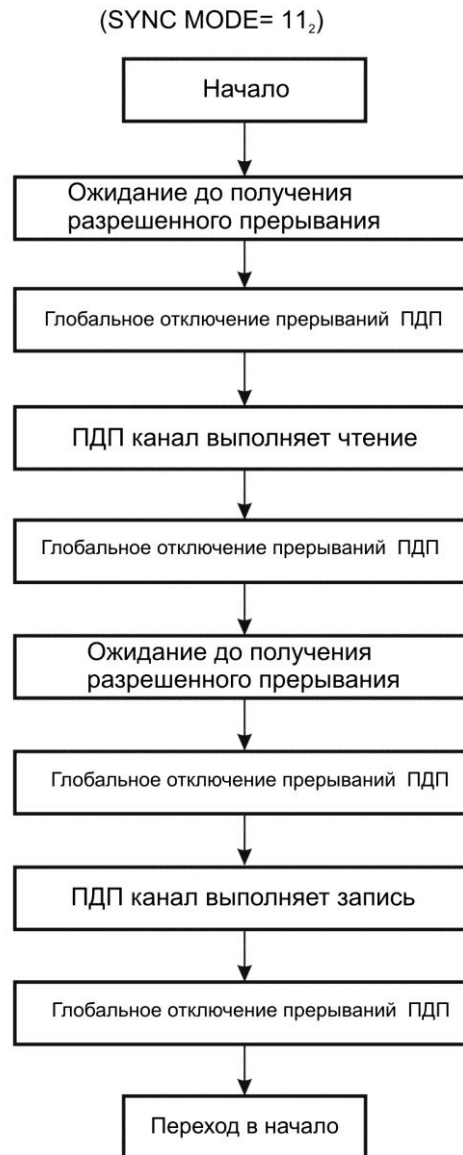 (SYNC MODE= 11₂)
Начало
Ожидание до получения
разрешенного прерывания
Глобальное отключение прерываний ПДП
ПДП канал выполняет чтение
Глобальное отключение прерываний ПДП
Ожидание до получения
разрешенного прерывания
Глобальное отключение прерываний ПДП
ПДП канал выполняет запись
Глобальное отключение прерываний ПДП
Переход в начало